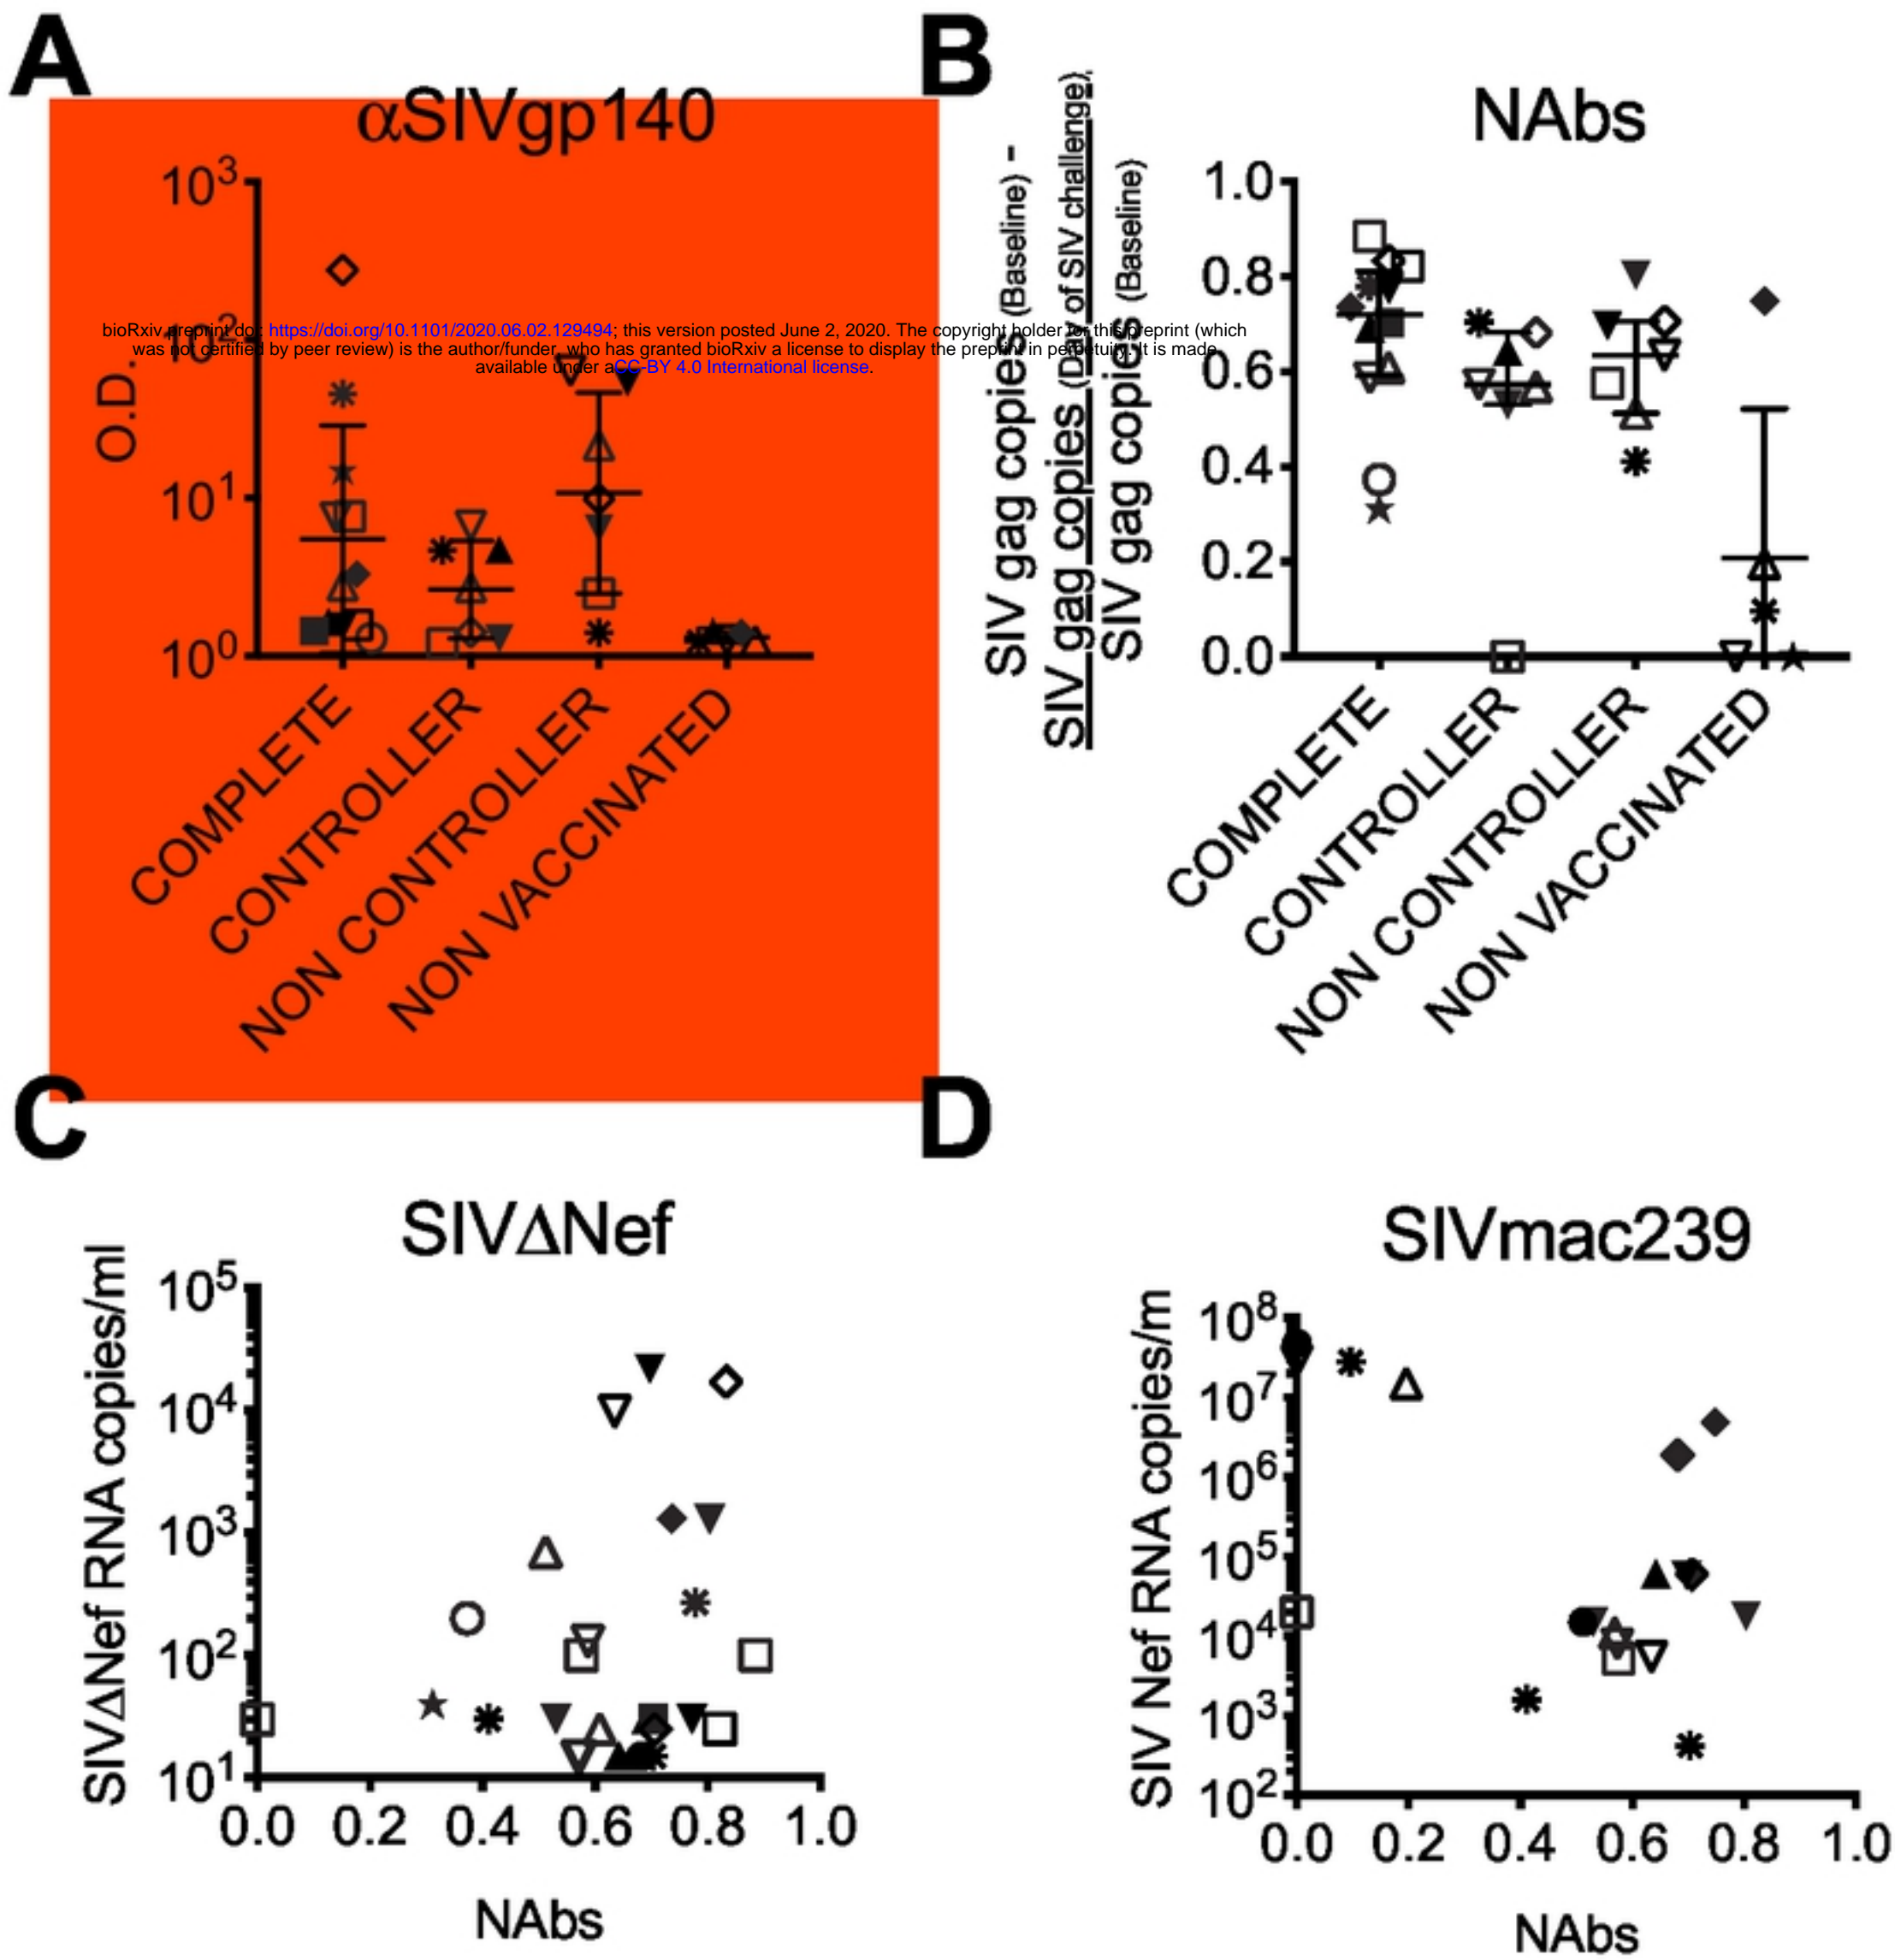 A
αSIVgp140
O.D.
10³
10²
10¹
10⁰
COMPLETE
CONTROLLER
NON CONTROLLER
NON VACCINATED
bioRxiv preprint doi: https://doi.org/10.1101/2020.06.02.129494; this version posted June 2, 2020. The copyright holder for this preprint (which
was not certified by peer review) is the author/funder, who has granted bioRxiv a license to display the preprint in perpetuity. It is made
available under aCC-BY 4.0 International license.
B
NAbs
SIV gag copies (Baseline) -
SIV gag copies (Day of SIV challenge)
SIV gag copies (Baseline)
1.0
0.8
0.6
0.4
0.2
0.0
COMPLETE
CONTROLLER
NON CONTROLLER
NON VACCINATED
C
SIVΔNef
SIVΔNef RNA copies/ml
10⁵
10⁴
10³
10²
10¹
0.0 0.2 0.4 0.6 0.8 1.0
NAbs
D
SIVmac239
SIV Nef RNA copies/m
10⁸
10⁷
10⁶
10⁵
10⁴
10³
10²
0.0 0.2 0.4 0.6 0.8 1.0
NAbs